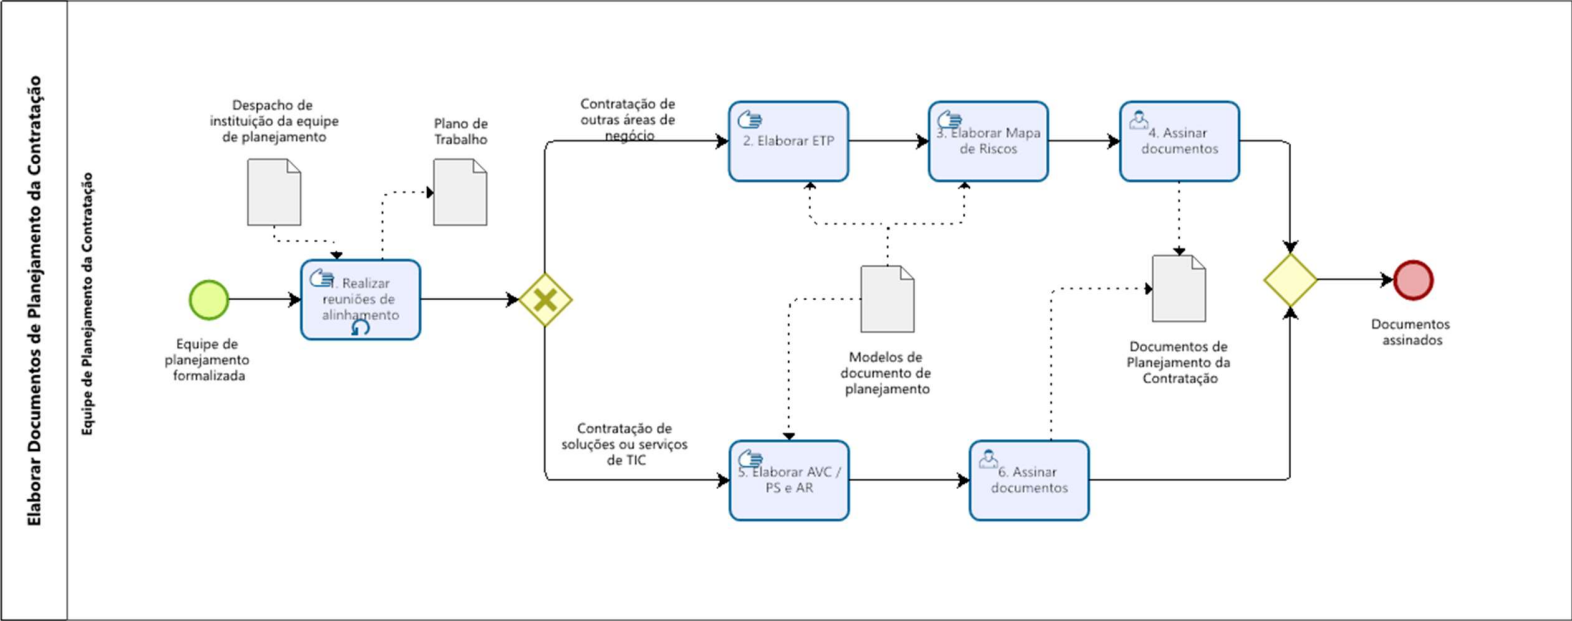 Elaborar Documentos de Planejamento da Contratação
Equipe de Planejamento da Contratação
Despacho de
instituição da equipe
de planejamento
Plano de
Trabalho
Equipe de
planejamento
formalizada
1. Realizar
reuniões de
alinhamento
Contratação de
outras áreas de
negócio
2. Elaborar ETP
3. Elaborar Mapa
de Riscos
4. Assinar
documentos
Modelos de
documento de
planejamento
Documentos de
Planejamento da
Contratação
Contratação de
soluções ou serviços
de TIC
5. Elaborar AVC /
PS e AR
6. Assinar
documentos
Documentos
assinados